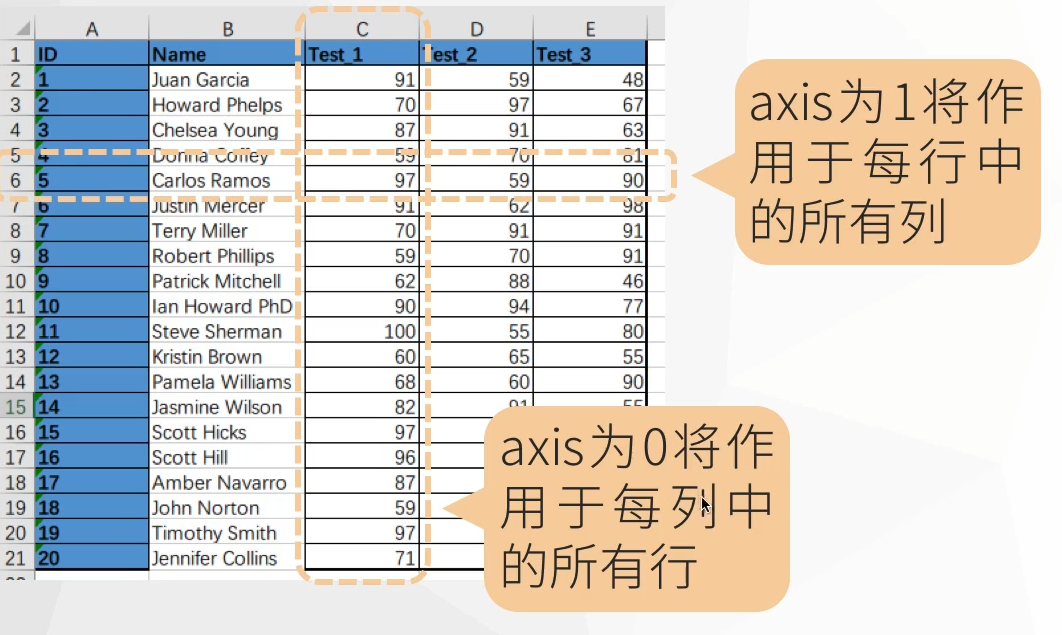 A B C D E
1 ID Name Test_1 Test_2 Test_3
2 1 Juan Garcia 91 59 48
3 2 Howard Phelps 70 97 67
4 3 Chelsea Young 87 91 63
5 4 Donna Coffey 59 70 81
6 5 Carlos Ramos 97 59 90
7 6 Justin Mercer 91 62 98
8 7 Terry Miller 70 91 91
9 8 Robert Phillips 59 70 91
10 9 Patrick Mitchell 62 88 46
11 10 Ian Howard PhD 90 94 77
12 11 Steve Sherman 100 55 80
13 12 Kristin Brown 60 65 55
14 13 Pamela Williams 68 60 90
15 14 Jasmine Wilson 82 91 55
16 15 Scott Hicks 97
17 16 Scott Hill 96
18 17 Amber Navarro 87
19 18 John Norton 59
20 19 Timothy Smith 97
21 20 Jennifer Collins 71
axis为1将作
用于每行中
的所有列
axis为0将作
用于每列中
的所有行